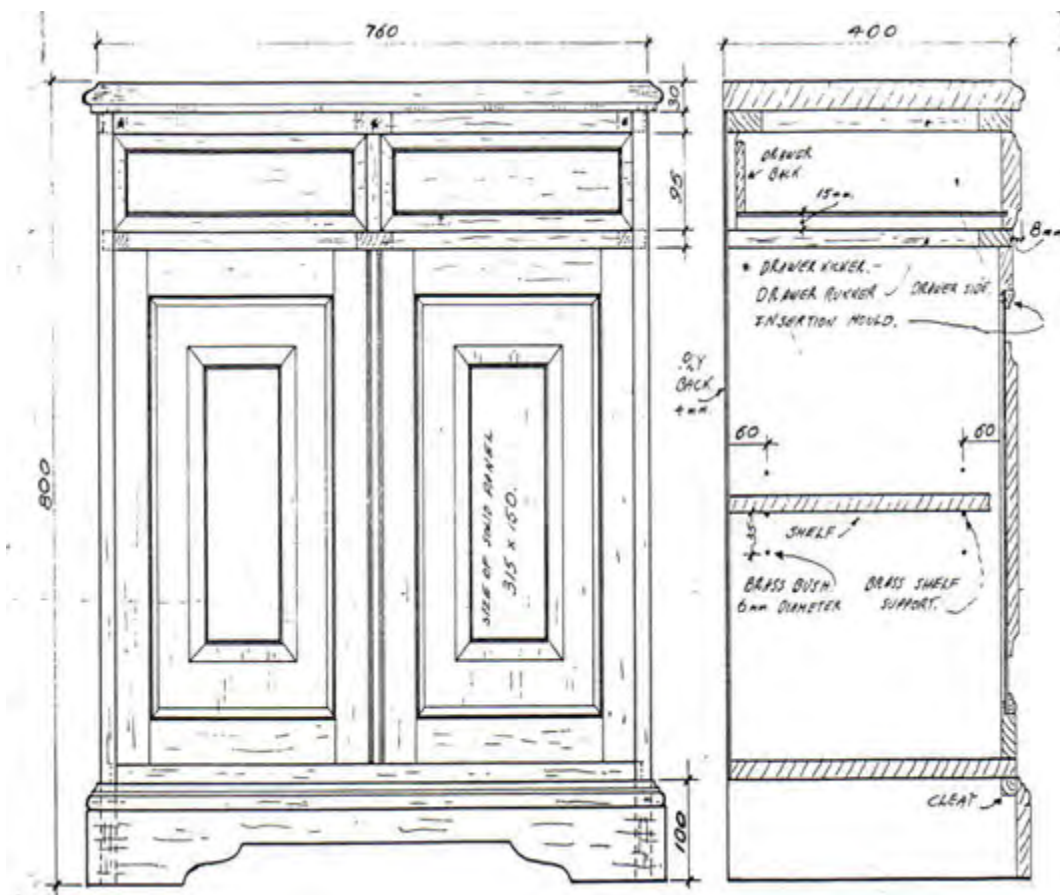 760
400
30
95
DRAWER
BACK
15mm
8mm
* DRAWER KICKER.-
DRAWER RUNNER
DRAWER SIDE.
INSERTION MOULD.
PLY
BACK
4mm.
60
60
800
SIZE OF SOLID PANEL
315 x 150.
SHELF
35
BRASS BUSH
6mm DIAMETER
BRASS SHELF
SUPPORT.
100
CLEAT